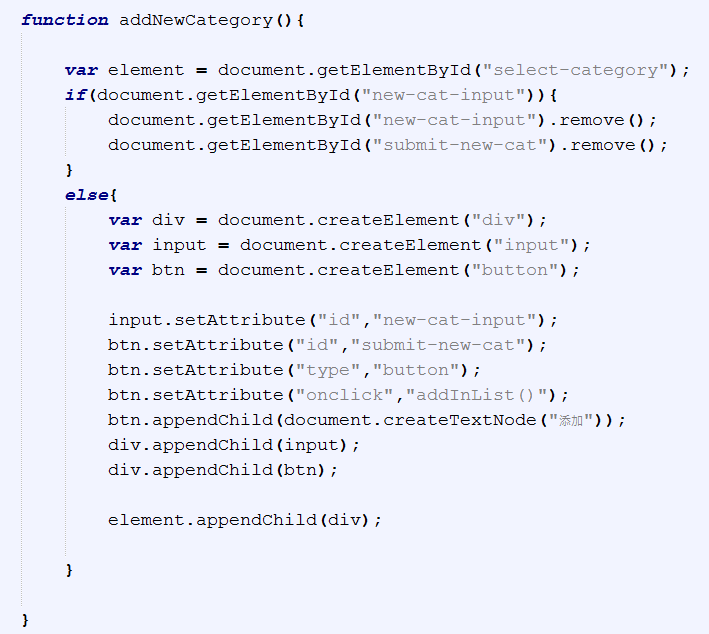 function addNewCategory(){
var element = document.getElementById("select-category");
if(document.getElementById("new-cat-input")){
document.getElementById("new-cat-input").remove();
document.getElementById("submit-new-cat").remove();
}
else{
var div = document.createElement("div");
var input = document.createElement("input");
var btn = document.createElement("button");
input.setAttribute("id","new-cat-input");
btn.setAttribute("id","submit-new-cat");
btn.setAttribute("type","button");
btn.setAttribute("onclick","addInList()");
btn.appendChild(document.createTextNode("添加"));
div.appendChild(input);
div.appendChild(btn);
element.appendChild(div);
}
}